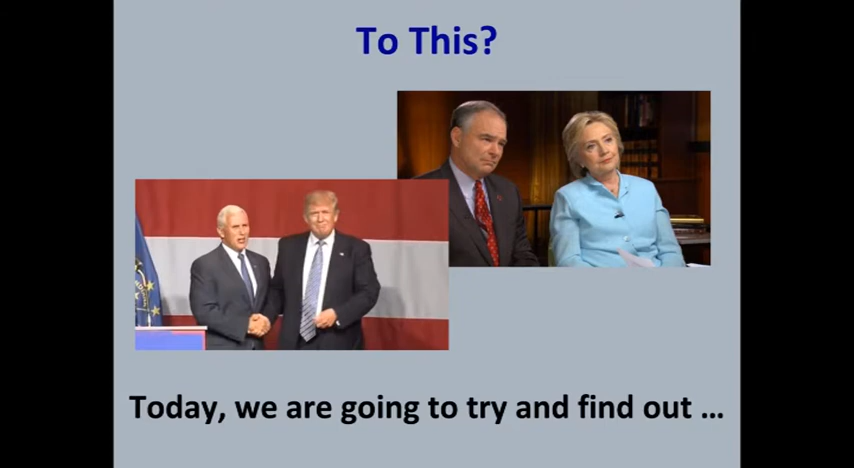 To This?
Today, we are going to try and find out …